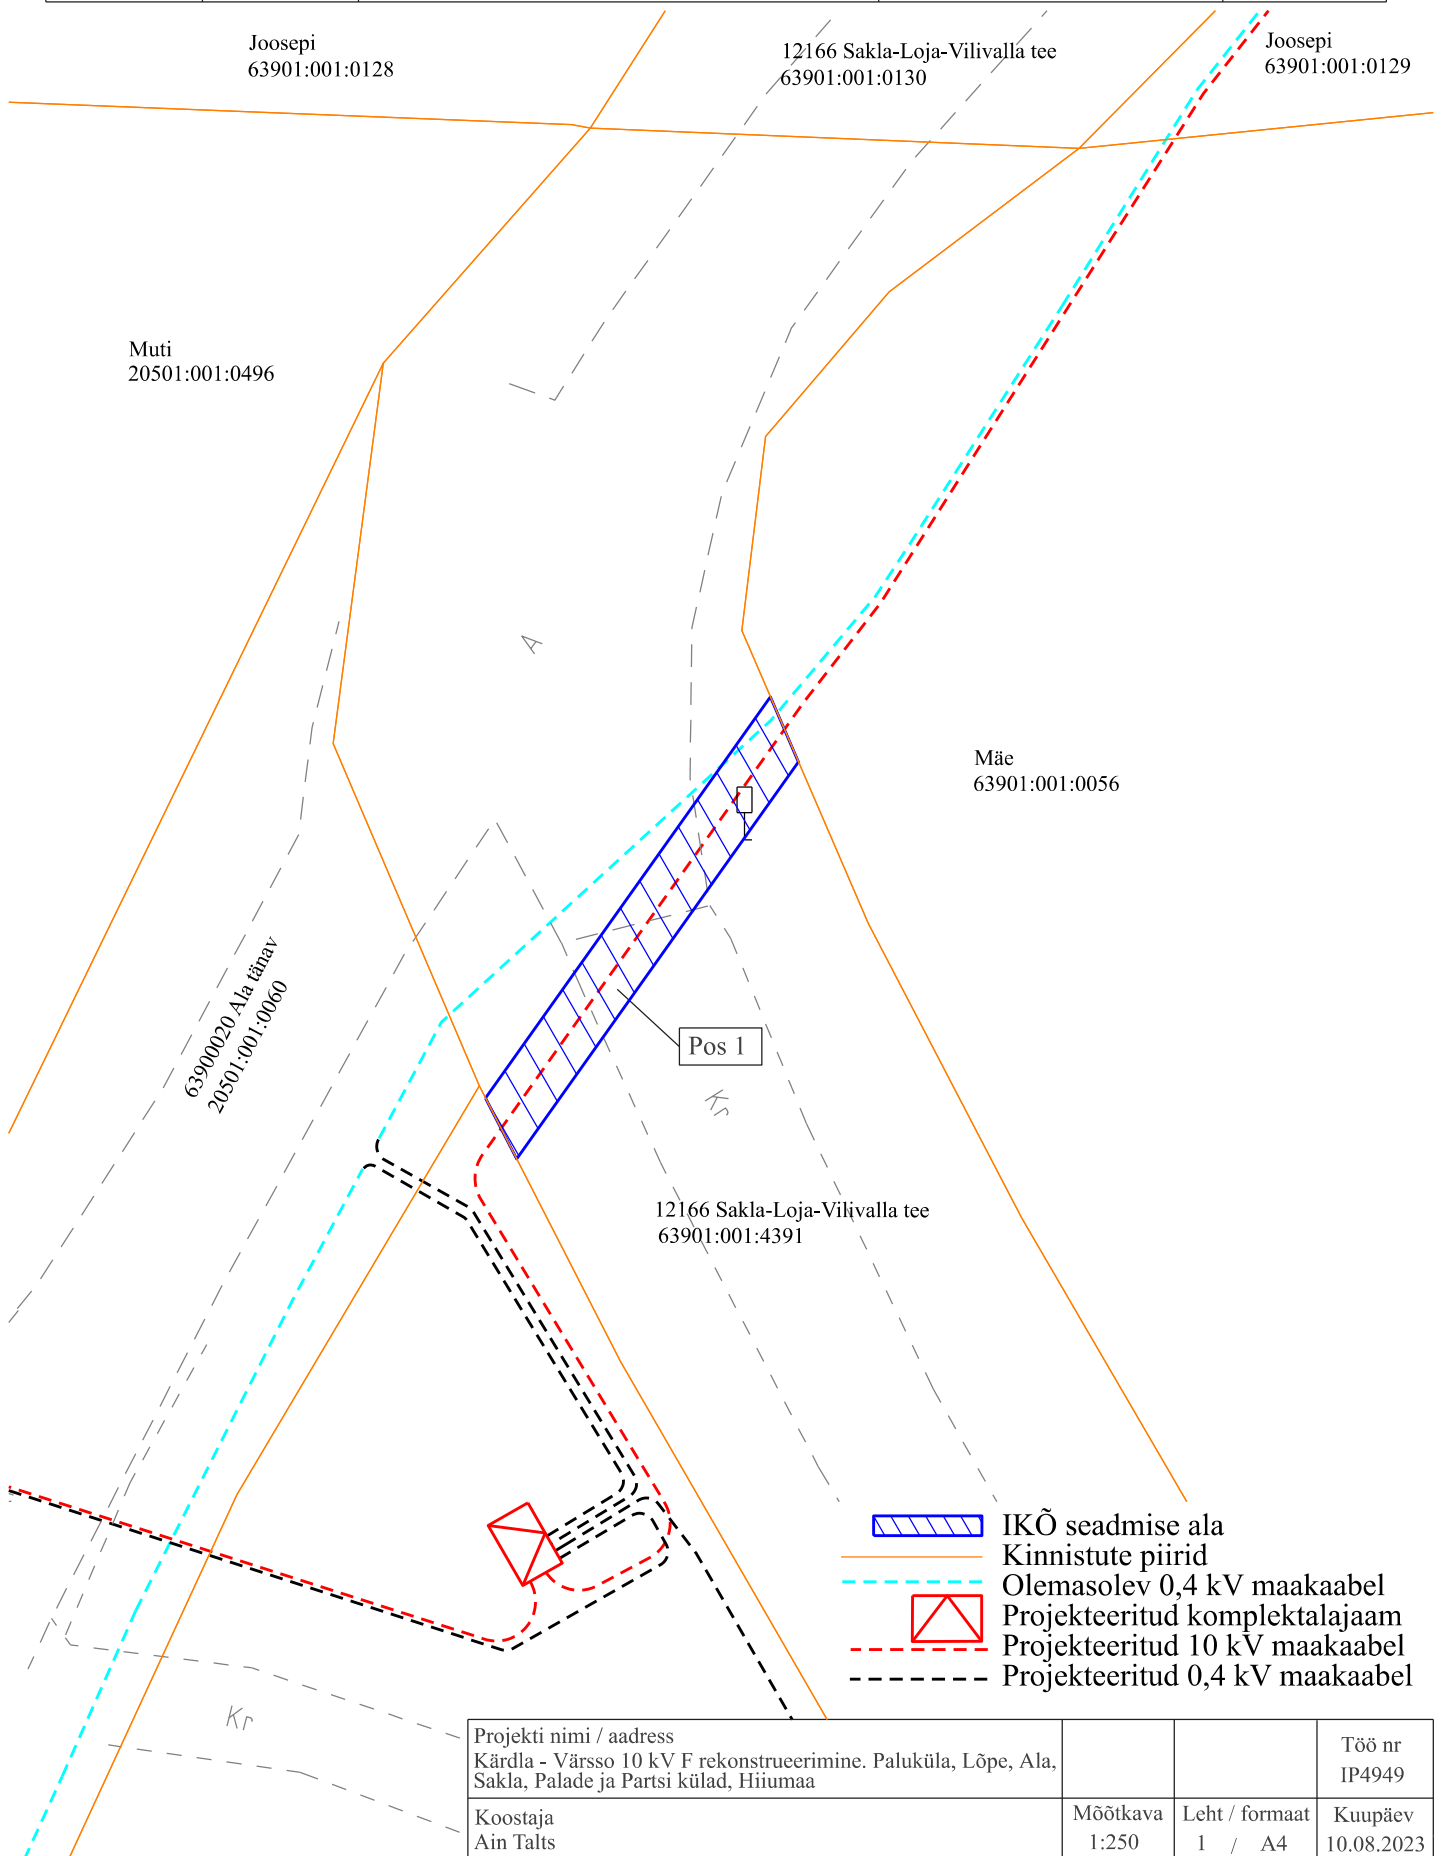 Joosepi
63901:001:0128
12166 Sakla-Loja-Vilivalla tee
63901:001:0130
Joosepi
63901:001:0129
Muti
20501:001:0496
A
Mäe
63901:001:0056
63900020 Ala tänav
20501:001:0060
Pos 1
Kr
12166 Sakla-Loja-Vilivalla tee
63901:001:4391
IKÕ seadmise ala
Kinnistute piirid
Olemasolev 0,4 kV maakaabel
Projekteeritud komplektalajaam
Projekteeritud 10 kV maakaabel
Projekteeritud 0,4 kV maakaabel
Kr
Projekti nimi / aadress
Kärdla - Värsso 10 kV F rekonstrueerimine. Paluküla, Lõpe, Ala,
Sakla, Palade ja Partsi külad, Hiiumaa
Töö nr
IP4949
Koostaja
Ain Talts
Mõõtkava
1:250
Leht / formaat
1 / A4
Kuupäev
10.08.2023